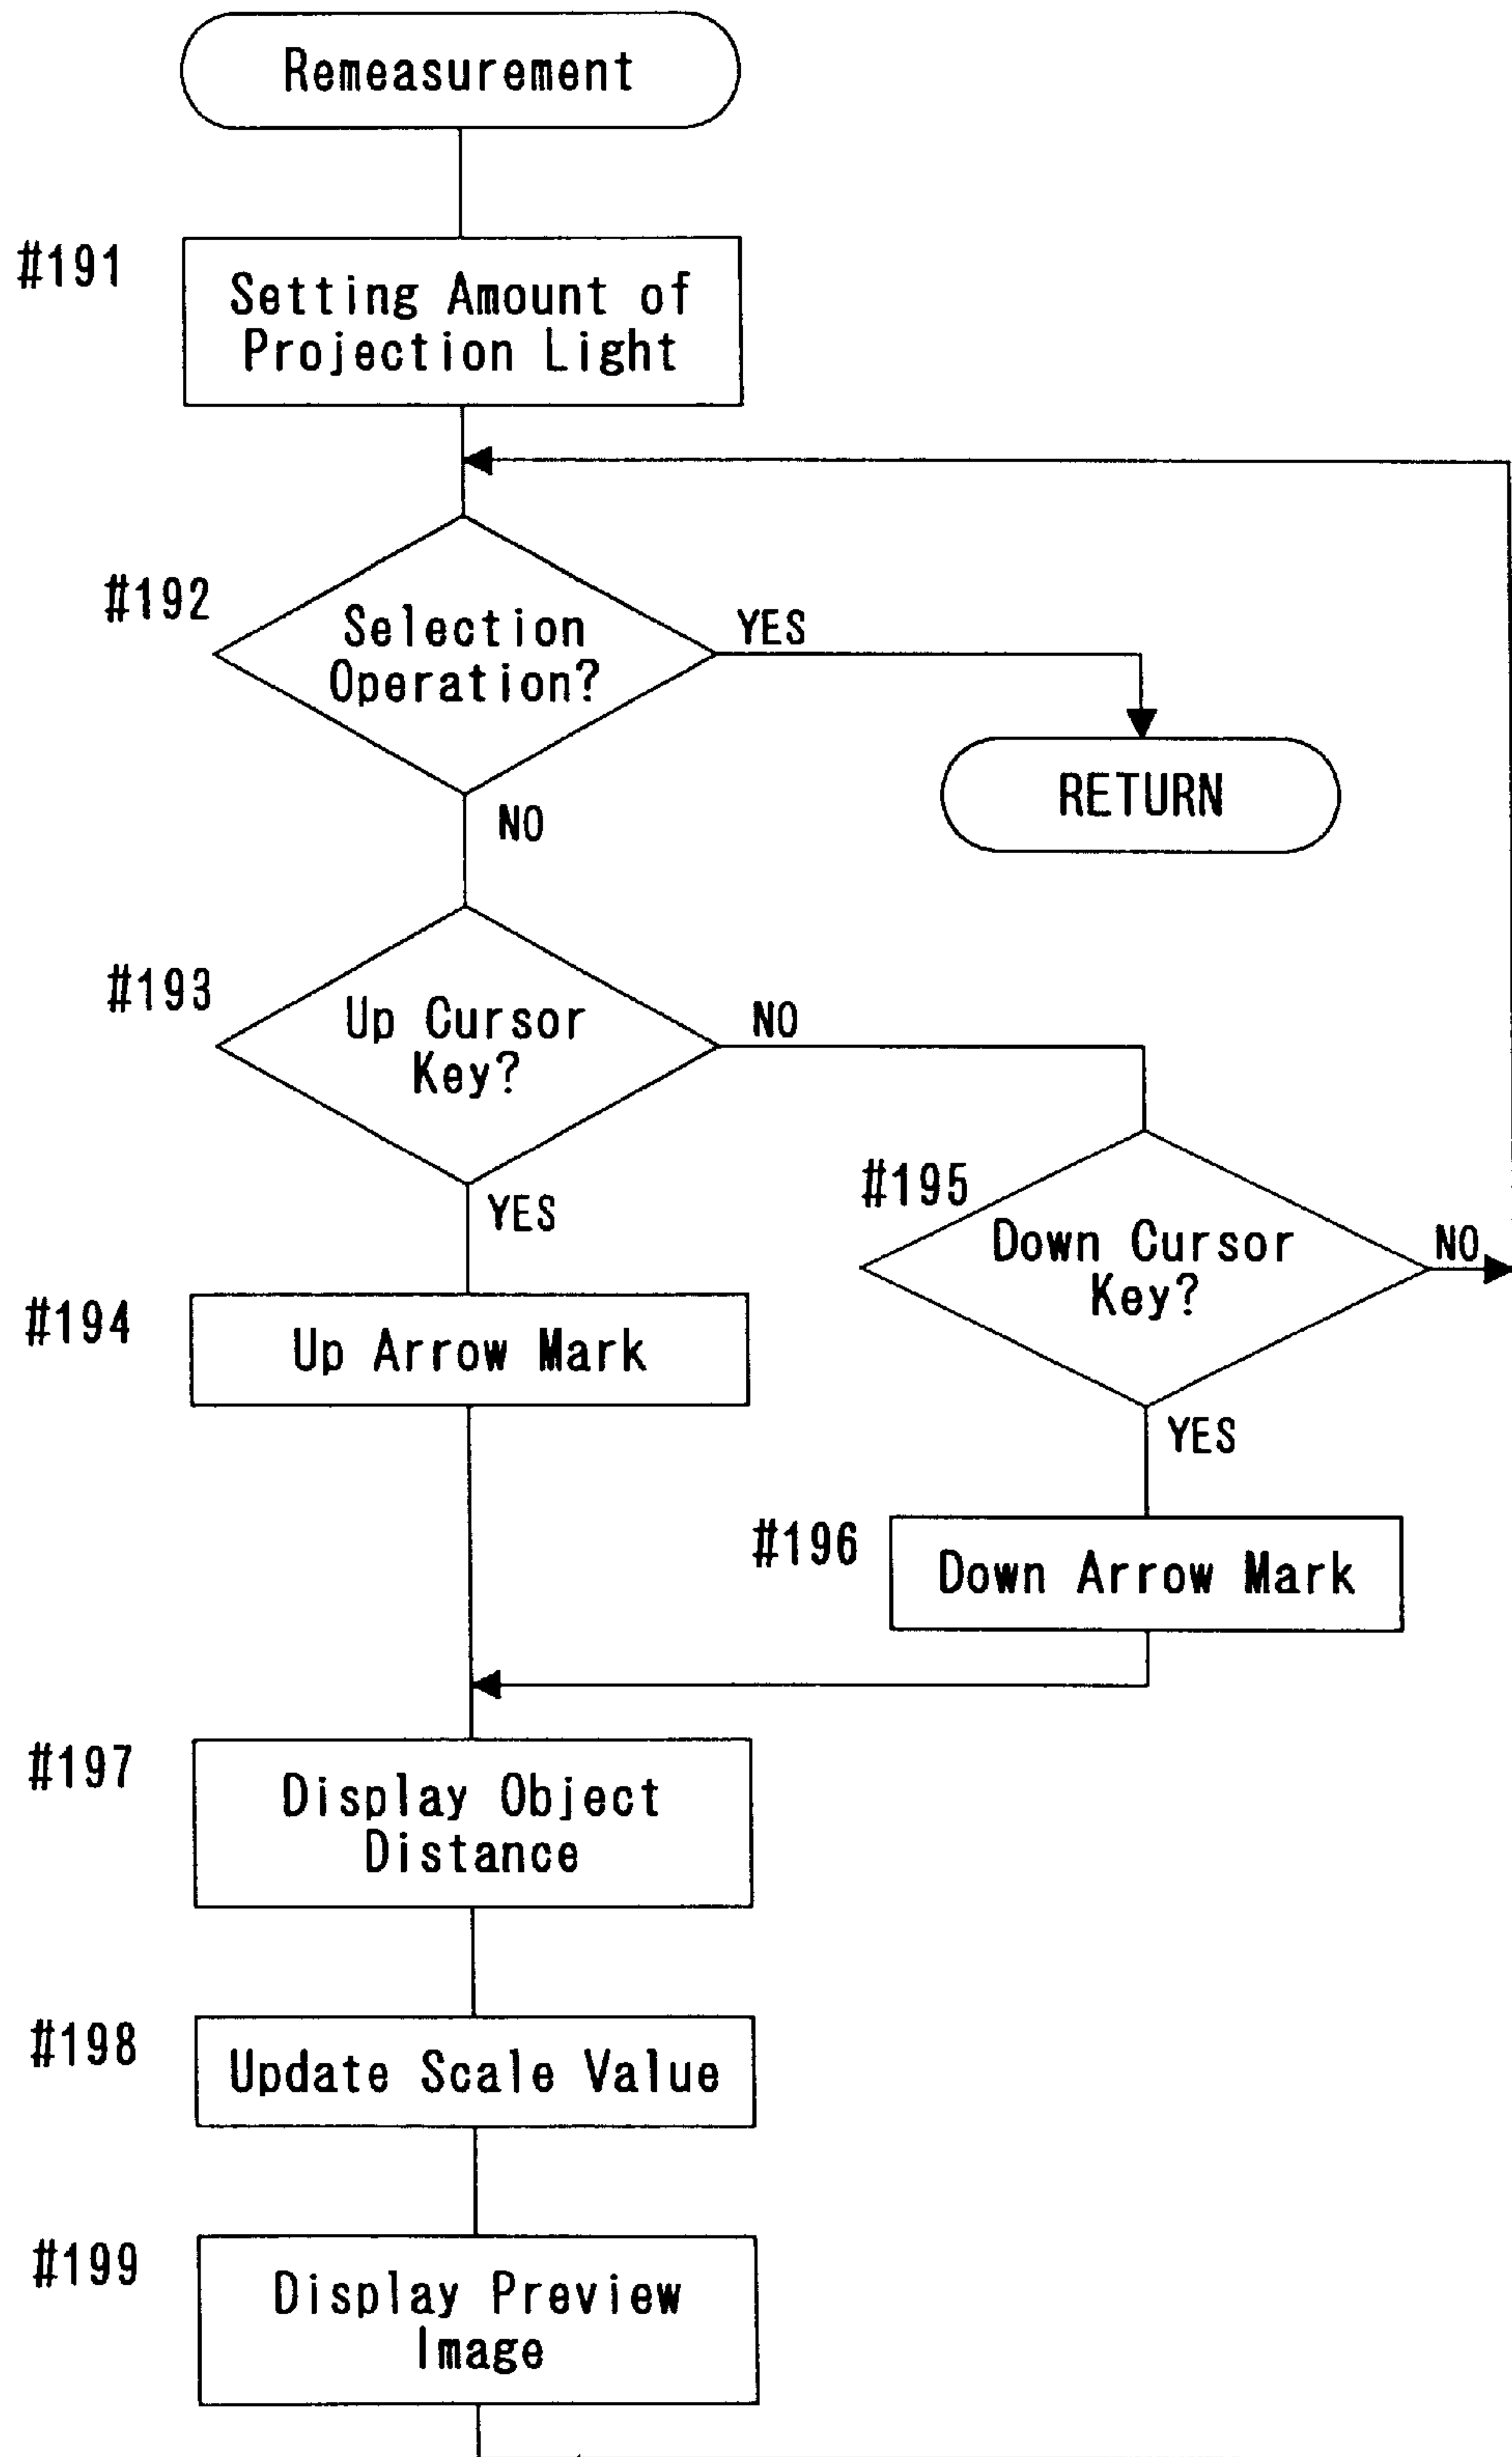 Remeasurement
#191
Setting Amount of
Projection Light
#192
Selection
Operation?
YES
RETURN
NO
#193
Up Cursor
Key?
NO
YES
#195
Down Cursor
Key?
NO
YES
#194
Up Arrow Mark
#196
Down Arrow Mark
#197
Display Object
Distance
#198
Update Scale Value
#199
Display Preview
Image